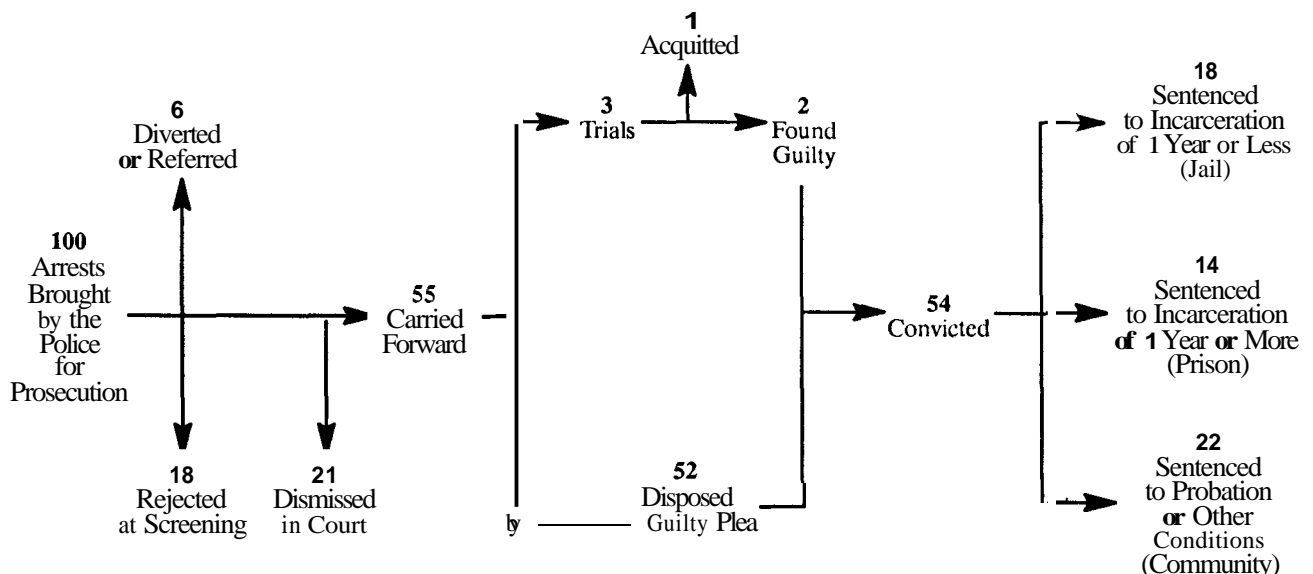 100
Arrests
Brought
by the
Police
for
Prosecution
6
Diverted
or Referred
18
Rejected
at Screening
21
Dismissed
in Court
55
Carried
Forward
3
Trials
1
Acquitted
2
Found
Guilty
52
Disposed
by Guilty Plea
54
Convicted
18
Sentenced
to Incarceration
of 1 Year or Less
(Jail)
14
Sentenced
to Incarceration
of 1 Year or More
(Prison)
22
Sentenced
to Probation
or Other
Conditions
(Community)